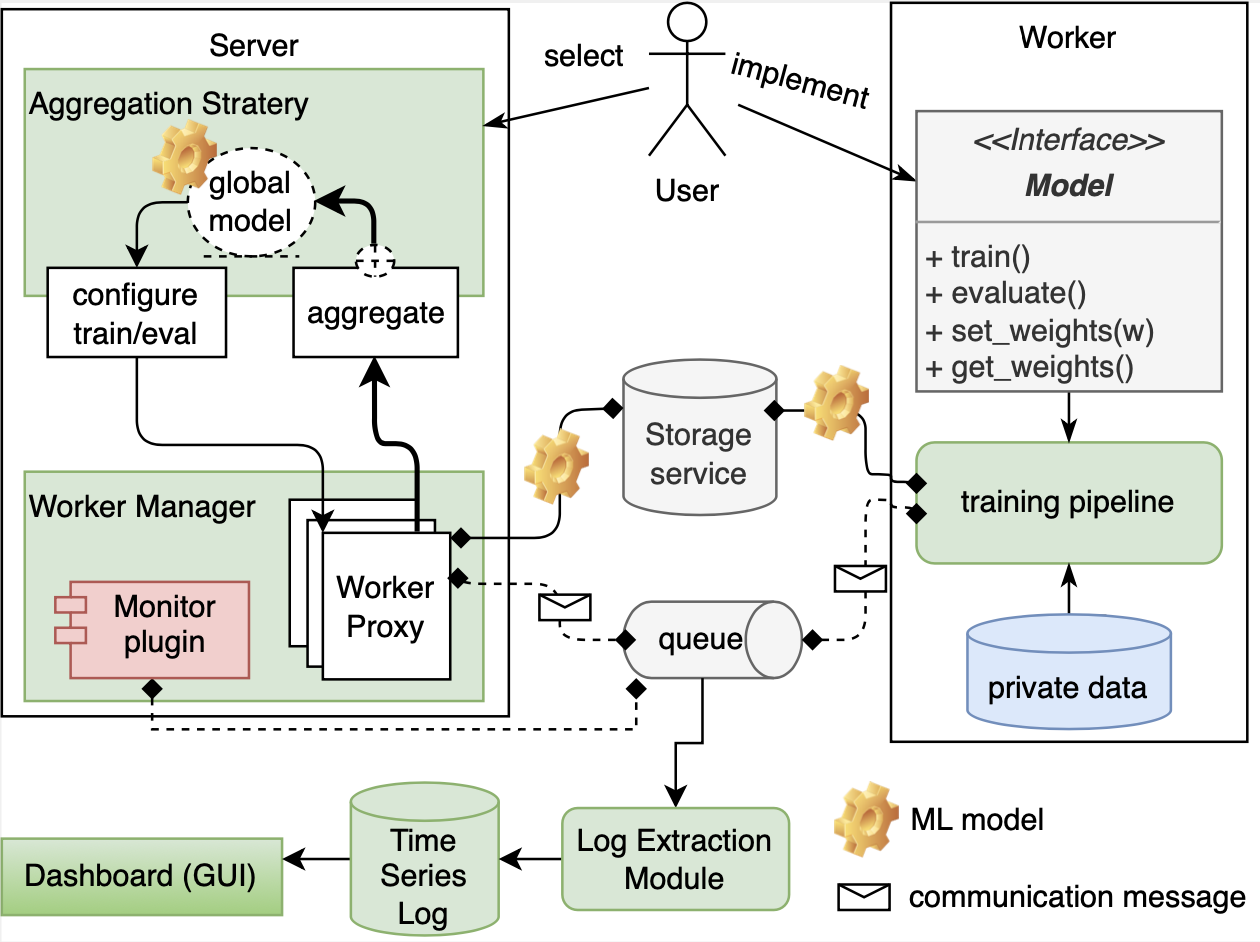 Server
Aggregation Stratery
global
model
configure
train/eval
aggregate
Worker Manager
Monitor
plugin
Worker
Proxy
select
implement
User
Storage
service
queue
Worker
<<Interface>>
Model
+ train()
+ evaluate()
+ set_weights(w)
+ get_weights()
training pipeline
private data
Dashboard (GUI)
Time
Series
Log
Log Extraction
Module
ML model
communication message